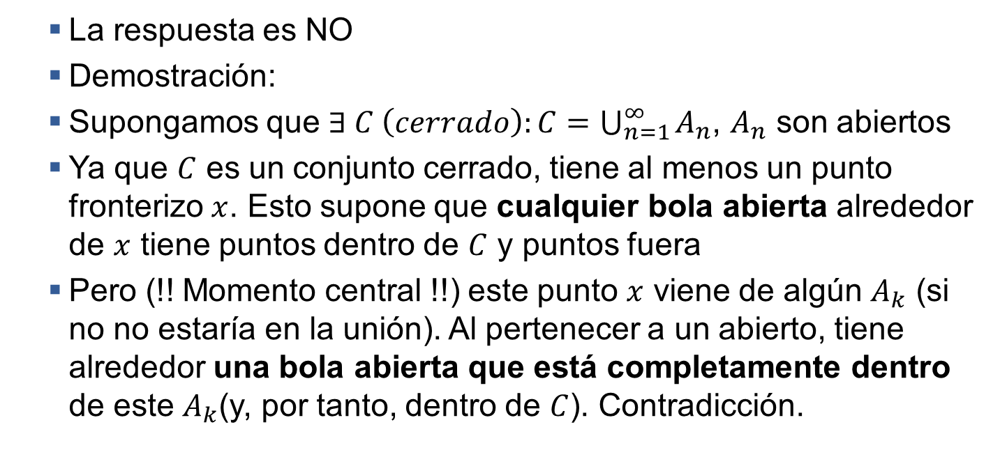 ▪ La respuesta es NO
▪ Demostración:
▪ Supongamos que ∃ C (cerrado): C = ⋃_{n=1}^{∞} A_n, A_n son abiertos
▪ Ya que C es un conjunto cerrado, tiene al menos un punto
fronterizo x. Esto supone que cualquier bola abierta alrededor
de x tiene puntos dentro de C y puntos fuera
▪ Pero (!! Momento central !!) este punto x viene de algún A_k (si
no no estaría en la unión). Al pertenecer a un abierto, tiene
alrededor una bola abierta que está completamente dentro
de este A_k(y, por tanto, dentro de C). Contradicción.